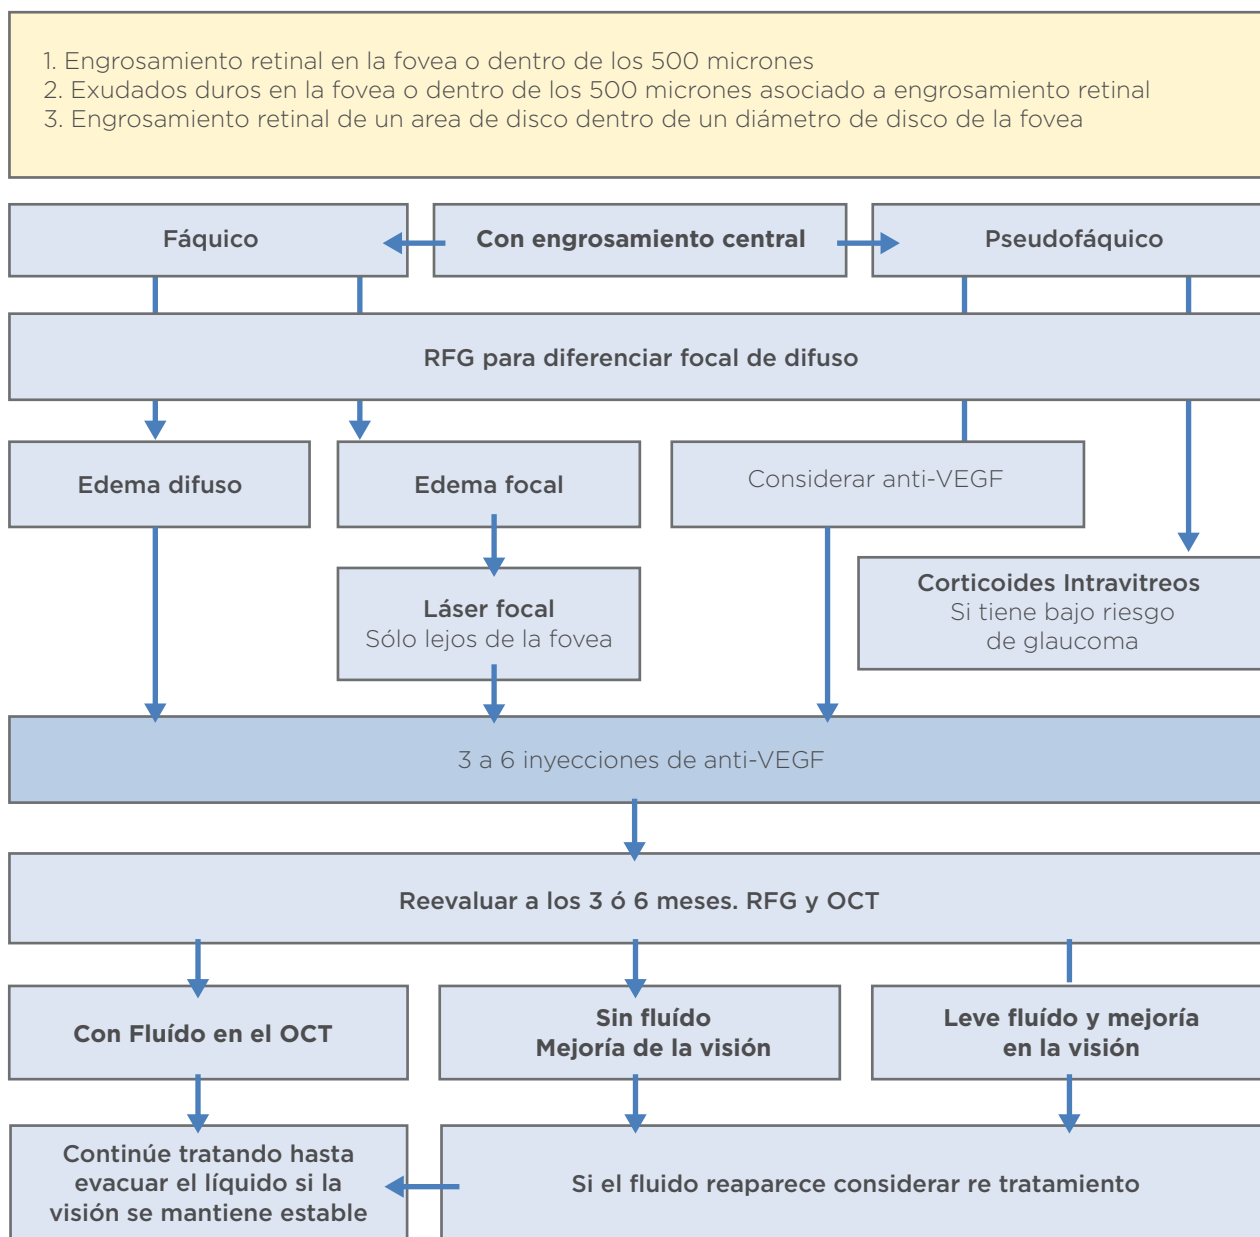 1. Engrosamiento retinal en la fovea o dentro de los 500 micrones
2. Exudados duros en la fovea o dentro de los 500 micrones asociado a engrosamiento retinal
3. Engrosamiento retinal de un area de disco dentro de un diámetro de disco de la fovea
Fáquico
Con engrosamiento central
Pseudofáquico
RFG para diferenciar focal de difuso
Edema difuso
Edema focal
Considerar anti-VEGF
Láser focal
Sólo lejos de la fovea
Corticoides Intravitreos
Si tiene bajo riesgo
de glaucoma
3 a 6 inyecciones de anti-VEGF
Reevaluar a los 3 ó 6 meses. RFG y OCT
Con Fluído en el OCT
Sin fluído
Mejoría de la visión
Leve fluído y mejoría
en la visión
Continúe tratando hasta
evacuar el líquido si la
visión se mantiene estable
Si el fluido reaparece considerar re tratamiento